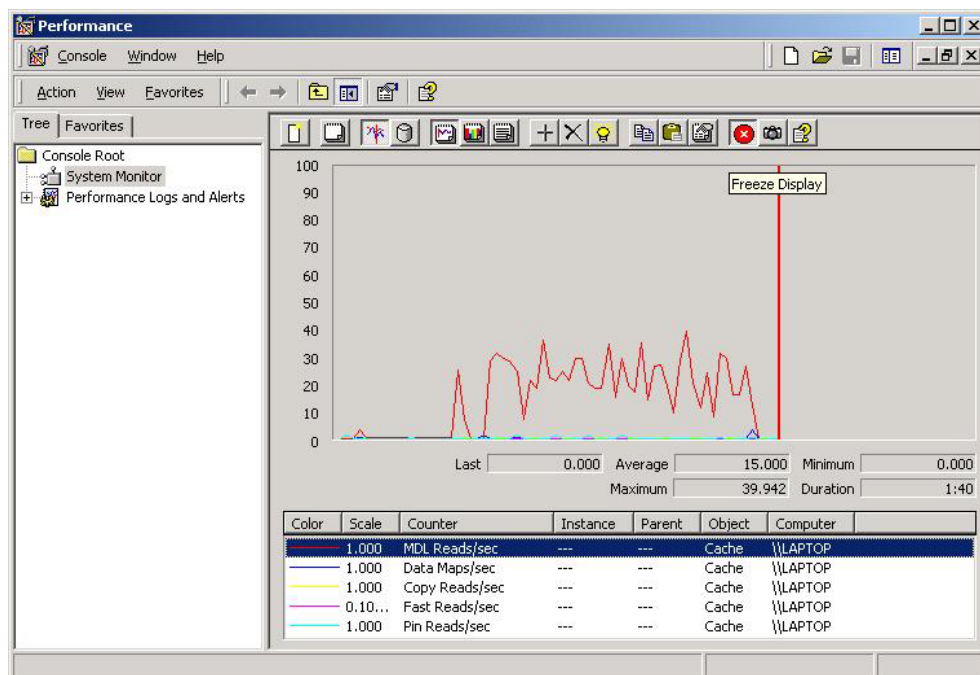 Performance
Console Window Help
Action View Favorites
Tree Favorites
Console Root
System Monitor
Performance Logs and Alerts
100
90
80
70
60
50
40
30
20
10
0
Freeze Display
Last 0.000 Average 15.000 Minimum 0.000
Maximum 39.942 Duration 1:40
Color Scale Counter Instance Parent Object Computer
1.000 MDL Reads/sec --- --- Cache \\LAPTOP
1.000 Data Maps/sec --- --- Cache \\LAPTOP
1.000 Copy Reads/sec --- --- Cache \\LAPTOP
0.10... Fast Reads/sec --- --- Cache \\LAPTOP
1.000 Pin Reads/sec --- --- Cache \\LAPTOP